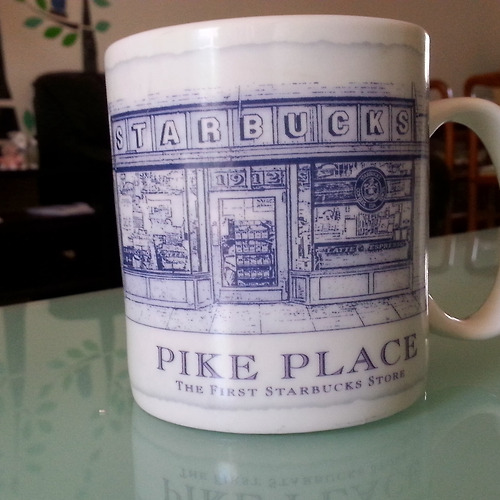 STARBUCKS
1912
PIKE PLACE
THE FIRST STARBUCKS STORE